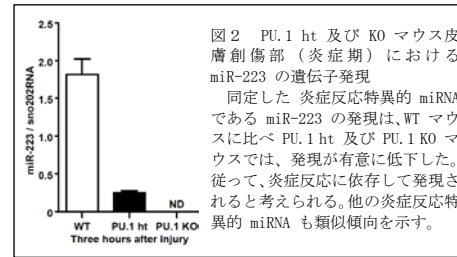 2.5
2.0
1.5
1.0
0.5
0
miR-223 / sno202RNA
ND
WT PU.1 ht PU.1 KO
Three hours after Injury
図2 PU.1 ht 及び KO マウス皮
膚創傷部(炎症期)における
miR-223 の遺伝子発現
同定した 炎症反応特異的 miRNA
である miR-223 の発現は、WT マウ
スに比べ PU.1 ht 及び PU.1 KO マ
ウスでは、発現が有意に低下した。
従って、炎症反応に依存して発現さ
れると考えられる。他の炎症反応特
異的 miRNA も類似傾向を示す。